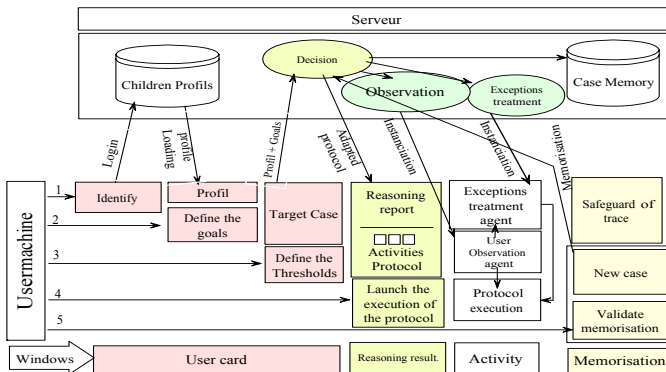 Serveur
Children Profils
Decision
Observation
Exceptions
treatment
Case Memory
Login
profile
Loading
Profil + Goals
Adapted
protocol
Instanciation
Instanciation
Memorisation
Usermachine
1
2
3
4
5
Identify
Profil
Define the
goals
Target Case
Define the
Thresholds
Reasoning
report
Activities
Protocol
Launch the
execution of
the protocol
Exceptions
treatment
agent
User
Observation
agent
Protocol
execution
Safeguard of
trace
New case
Validate
memorisation
Windows
User card
Reasoning result.
Activity
Memorisation